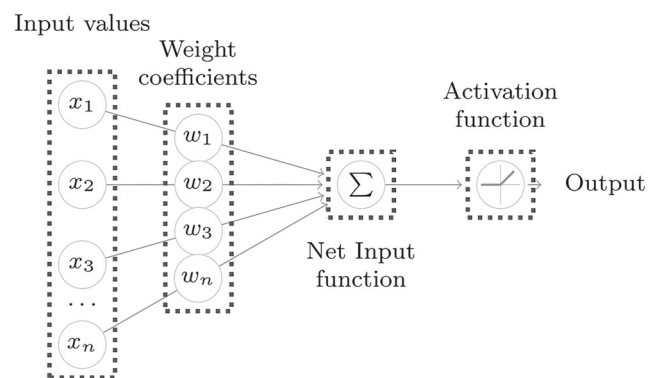 Input values
Weight
coefficients
Activation
function
x₁
w₁
x₂
w₂
∑
Output
w₃
x₃
wₙ
...
xₙ
Net Input
function